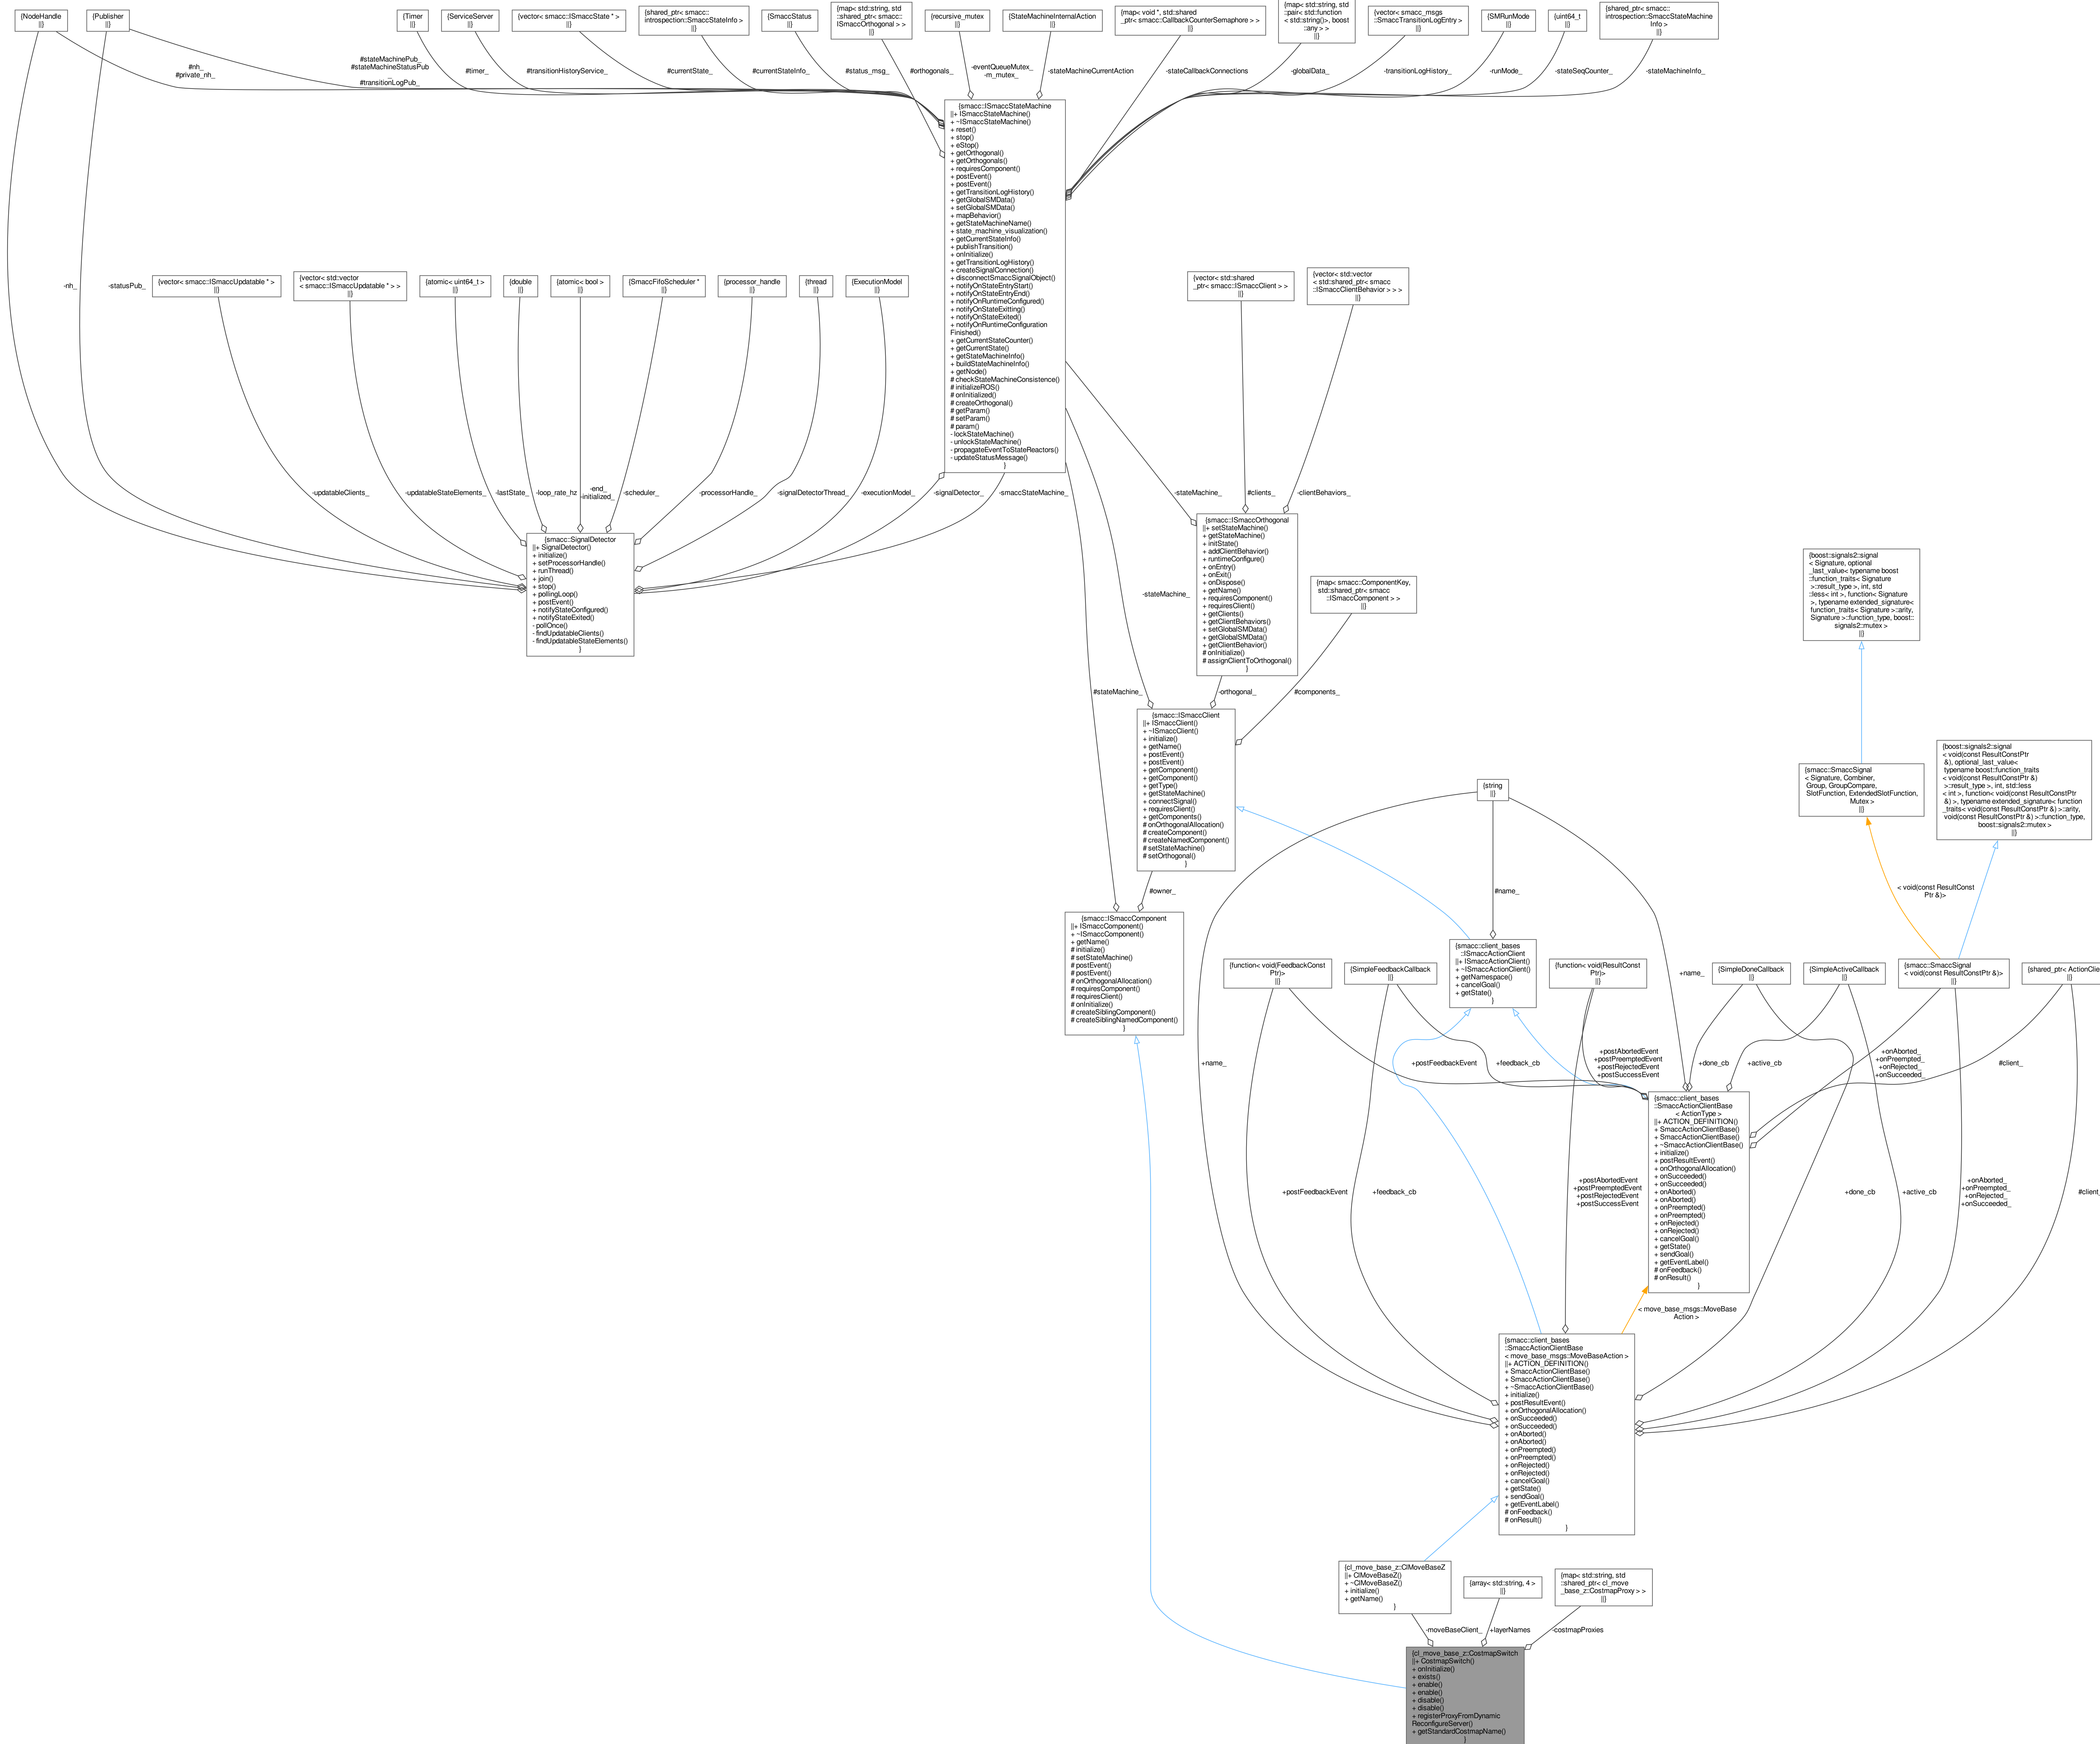 {NodeHandle
||}
{Publisher
||}
{Timer
||}
{ServiceServer
||}
{vector< smacc::ISmaccState * >
||}
{shared_ptr< smacc::
introspection::SmaccStateInfo >
||}
{SmaccStatus
||}
{map< std::string, std
::shared_ptr< smacc::
ISmaccOrthogonal > >
||}
{recursive_mutex
||}
{StateMachineInternalAction
||}
{map< void *, std::shared
_ptr< smacc::CallbackCounterSemaphore > >
||}
{map< std::string, std
::pair< std::function
< std::string()>, boost
::any > >
||}
{vector< smacc_msgs
::SmaccTransitionLogEntry >
||}
{SMRunMode
||}
{uint64_t
||}
{shared_ptr< smacc::
introspection::SmaccStateMachine
Info >
||}
#nh_
#private_nh_
#stateMachinePub_
#stateMachineStatusPub
_
#transitionLogPub_
#timer_
#transitionHistoryService_
#currentState_
#currentStateInfo_
#status_msg_
#orthogonals_
-eventQueueMutex_
-m_mutex_
-stateMachineCurrentAction
-stateCallbackConnections
-globalData_
-transitionLogHistory_
-runMode_
-stateSeqCounter_
-stateMachineInfo_
{smacc::ISmaccStateMachine
||+ ISmaccStateMachine()
+ ~ISmaccStateMachine()
+ reset()
+ stop()
+ eStop()
+ getOrthogonal()
+ getOrthogonals()
+ requiresComponent()
+ postEvent()
+ postEvent()
+ getTransitionLogHistory()
+ getGlobalSMData()
+ setGlobalSMData()
+ mapBehavior()
+ getStateMachineName()
+ state_machine_visualization()
+ getCurrentStateInfo()
+ publishTransition()
+ onInitialize()
+ getTransitionLogHistory()
+ createSignalConnection()
+ disconnectSmaccSignalObject()
+ notifyOnStateEntryStart()
+ notifyOnStateEntryEnd()
+ notifyOnRuntimeConfigured()
+ notifyOnStateExitting()
+ notifyOnStateExited()
+ notifyOnRuntimeConfiguration
Finished()
+ getCurrentStateCounter()
+ getCurrentState()
+ getStateMachineInfo()
+ buildStateMachineInfo()
+ getNode()
# checkStateMachineConsistence()
# initializeROS()
# onInitialized()
# createOrthogonal()
# getParam()
# setParam()
# param()
- lockStateMachine()
- unlockStateMachine()
- propagateEventToStateReactors()
- updateStatusMessage()
}
-nh_
-statusPub_
{vector< smacc::ISmaccUpdatable * >
||}
{vector< std::vector
< smacc::ISmaccUpdatable * > >
||}
{atomic< uint64_t >
||}
{double
||}
{atomic< bool >
||}
{SmaccFifoScheduler *
||}
{processor_handle
||}
{thread
||}
{ExecutionModel
||}
{vector< std::shared
_ptr< smacc::ISmaccClient > >
||}
{vector< std::vector
< std::shared_ptr< smacc
::ISmaccClientBehavior > > >
||}
-updatableClients_
-updatableStateElements_
-lastState_
-loop_rate_hz
-end_
-initialized_
-scheduler_
-processorHandle_
-signalDetectorThread_
-executionModel_
-signalDetector_
-smaccStateMachine_
-stateMachine_
#clients_
-clientBehaviors_
{smacc::SignalDetector
||+ SignalDetector()
+ initialize()
+ setProcessorHandle()
+ runThread()
+ join()
+ stop()
+ pollingLoop()
+ postEvent()
+ notifyStateConfigured()
+ notifyStateExited()
- pollOnce()
- findUpdatableClients()
- findUpdatableStateElements()
}
{smacc::ISmaccOrthogonal
||+ setStateMachine()
+ getStateMachine()
+ initState()
+ addClientBehavior()
+ runtimeConfigure()
+ onEntry()
+ onExit()
+ onDispose()
+ getName()
+ requiresComponent()
+ requiresClient()
+ getClients()
+ getClientBehaviors()
+ setGlobalSMData()
+ getGlobalSMData()
+ getClientBehavior()
# onInitialize()
# assignClientToOrthogonal()
}
{map< smacc::ComponentKey,
std::shared_ptr< smacc
::ISmaccComponent > >
||}
{boost::signals2::signal
< Signature, optional
_last_value< typename boost
::function_traits< Signature
>::result_type >, int, std
::less< int >, function< Signature
>, typename extended_signature<
function_traits< Signature >::arity,
Signature >::function_type, boost::
signals2::mutex >
||}
-stateMachine_
#stateMachine_
-orthogonal_
#components_
{smacc::ISmaccClient
||+ ISmaccClient()
+ ~ISmaccClient()
+ initialize()
+ getName()
+ postEvent()
+ postEvent()
+ getComponent()
+ getComponent()
+ getType()
+ getStateMachine()
+ connectSignal()
+ requiresClient()
+ getComponents()
# onOrthogonalAllocation()
# createComponent()
# createNamedComponent()
# setStateMachine()
# setOrthogonal()
}
{string
||}
{smacc::SmaccSignal
< Signature, Combiner,
Group, GroupCompare,
SlotFunction, ExtendedSlotFunction,
Mutex >
||}
{boost::signals2::signal
< void(const ResultConstPtr
&), optional_last_value<
typename boost::function_traits
< void(const ResultConstPtr &)
>::result_type >, int, std::less
< int >, function< void(const ResultConstPtr
&) >, typename extended_signature< function
_traits< void(const ResultConstPtr &) >::arity,
void(const ResultConstPtr &) >::function_type,
boost::signals2::mutex >
||}
#owner_
#name_
< void(const ResultConst
Ptr &)>
{smacc::ISmaccComponent
||+ ISmaccComponent()
+ ~ISmaccComponent()
+ getName()
# initialize()
# setStateMachine()
# postEvent()
# postEvent()
# onOrthogonalAllocation()
# requiresComponent()
# requiresClient()
# onInitialize()
# createSiblingComponent()
# createSiblingNamedComponent()
}
{function< void(FeedbackConst
Ptr)>
||}
{SimpleFeedbackCallback
||}
{smacc::client_bases
::ISmaccActionClient
||+ ISmaccActionClient()
+ ~ISmaccActionClient()
+ getNamespace()
+ cancelGoal()
+ getState()
}
{function< void(ResultConst
Ptr)>
||}
+name_
{SimpleDoneCallback
||}
{SimpleActiveCallback
||}
{smacc::SmaccSignal
< void(const ResultConstPtr &)>
||}
{shared_ptr< ActionClie
||}
+name_
+postFeedbackEvent
+feedback_cb
+postAbortedEvent
+postPreemptedEvent
+postRejectedEvent
+postSuccessEvent
+done_cb
+active_cb
+onAborted_
+onPreempted_
+onRejected_
+onSucceeded_
#client_
{smacc::client_bases
::SmaccActionClientBase
< ActionType >
||+ ACTION_DEFINITION()
+ SmaccActionClientBase()
+ SmaccActionClientBase()
+ ~SmaccActionClientBase()
+ initialize()
+ postResultEvent()
+ onOrthogonalAllocation()
+ onSucceeded()
+ onSucceeded()
+ onAborted()
+ onAborted()
+ onPreempted()
+ onPreempted()
+ onRejected()
+ onRejected()
+ cancelGoal()
+ getState()
+ sendGoal()
+ getEventLabel()
# onFeedback()
# onResult()
}
+postFeedbackEvent
+feedback_cb
+postAbortedEvent
+postPreemptedEvent
+postRejectedEvent
+postSuccessEvent
+done_cb
+active_cb
+onAborted_
+onPreempted_
+onRejected_
+onSucceeded_
#client_
< move_base_msgs::MoveBase
Action >
{smacc::client_bases
::SmaccActionClientBase
< move_base_msgs::MoveBaseAction >
||+ ACTION_DEFINITION()
+ SmaccActionClientBase()
+ SmaccActionClientBase()
+ ~SmaccActionClientBase()
+ initialize()
+ postResultEvent()
+ onOrthogonalAllocation()
+ onSucceeded()
+ onSucceeded()
+ onAborted()
+ onAborted()
+ onPreempted()
+ onPreempted()
+ onRejected()
+ onRejected()
+ cancelGoal()
+ getState()
+ sendGoal()
+ getEventLabel()
# onFeedback()
# onResult()
}
{cl_move_base_z::ClMoveBaseZ
||+ ClMoveBaseZ()
+ ~ClMoveBaseZ()
+ initialize()
+ getName()
}
{array< std::string, 4 >
||}
{map< std::string, std
::shared_ptr< cl_move
_base_z::CostmapProxy > >
||}
-moveBaseClient_
+layerNames
-costmapProxies
{cl_move_base_z::CostmapSwitch
||+ CostmapSwitch()
+ onInitialize()
+ exists()
+ enable()
+ enable()
+ disable()
+ disable()
+ registerProxyFromDynamic
ReconfigureServer()
+ getStandardCostmapName()
}